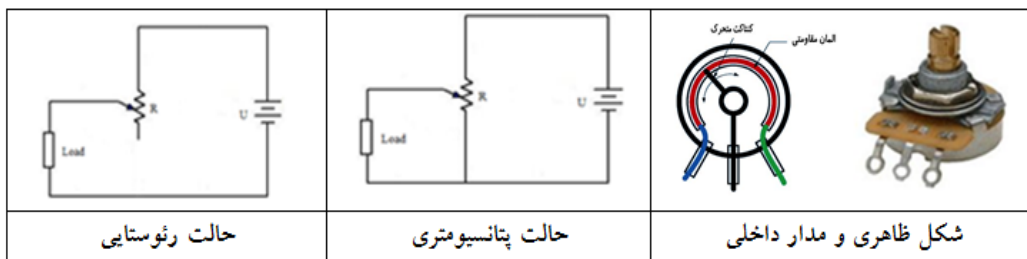 کنتاکت متحرک
المان مقاومتی
R
U
Load
R
U
Load
شکل ظاهری و مدار داخلی
حالت پتانسیومتری
حالت رئوستایی